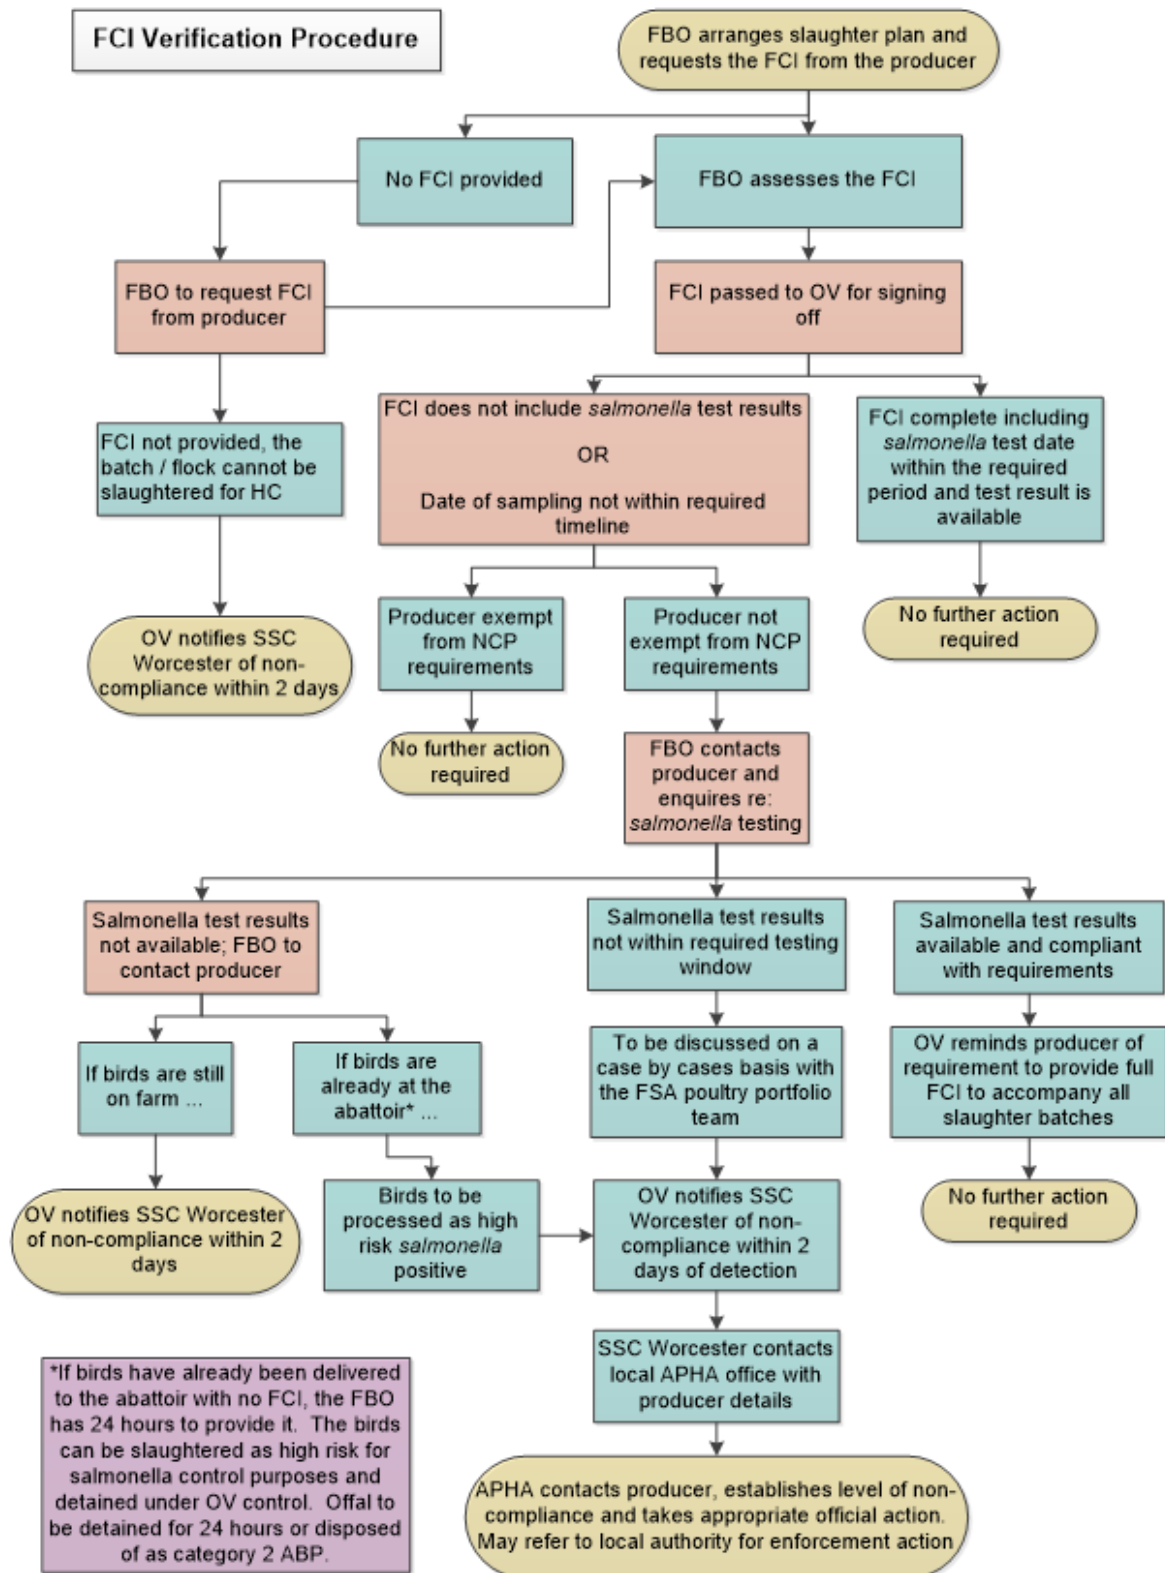 FCI Verification Procedure
FBO arranges slaughter plan and
requests the FCI from the producer
No FCI provided
FBO assesses the FCI
FBO to request FCI
from producer
FCI passed to OV for signing
off
FCI does not include salmonella test results
OR
Date of sampling not within required
timeline
FCI complete including
salmonella test date
within the required
period and test result is
available
FCI not provided, the
batch / flock cannot be
slaughtered for HC
Producer exempt
from NCP
requirements
Producer not
exempt from NCP
requirements
No further action
required
OV notifies SSC
Worcester of non-
compliance within 2 days
No further action
required
FBO contacts
producer and
enquires re:
salmonella testing
Salmonella test results
not available; FBO to
contact producer
Salmonella test results
not within required testing
window
Salmonella test results
available and compliant
with requirements
If birds are still
on farm ...
If birds are
already at the
abattoir* ...
To be discussed on a
case by cases basis with
the FSA poultry portfolio
team
OV reminds producer of
requirement to provide full
FCI to accompany all
slaughter batches
OV notifies SSC Worcester
of non-compliance within 2
days
Birds to be
processed as high
risk salmonella
positive
OV notifies SSC
Worcester of non-
compliance within 2
days of detection
No further action
required
SSC Worcester contacts
local APHA office with
producer details
*If birds have already been delivered
to the abattoir with no FCI, the FBO
has 24 hours to provide it. The birds
can be slaughtered as high risk for
salmonella control purposes and
detained under OV control. Offal to
be detained for 24 hours or disposed
of as category 2 ABP.
APHA contacts producer, establishes level of non-
compliance and takes appropriate official action.
May refer to local authority for enforcement action